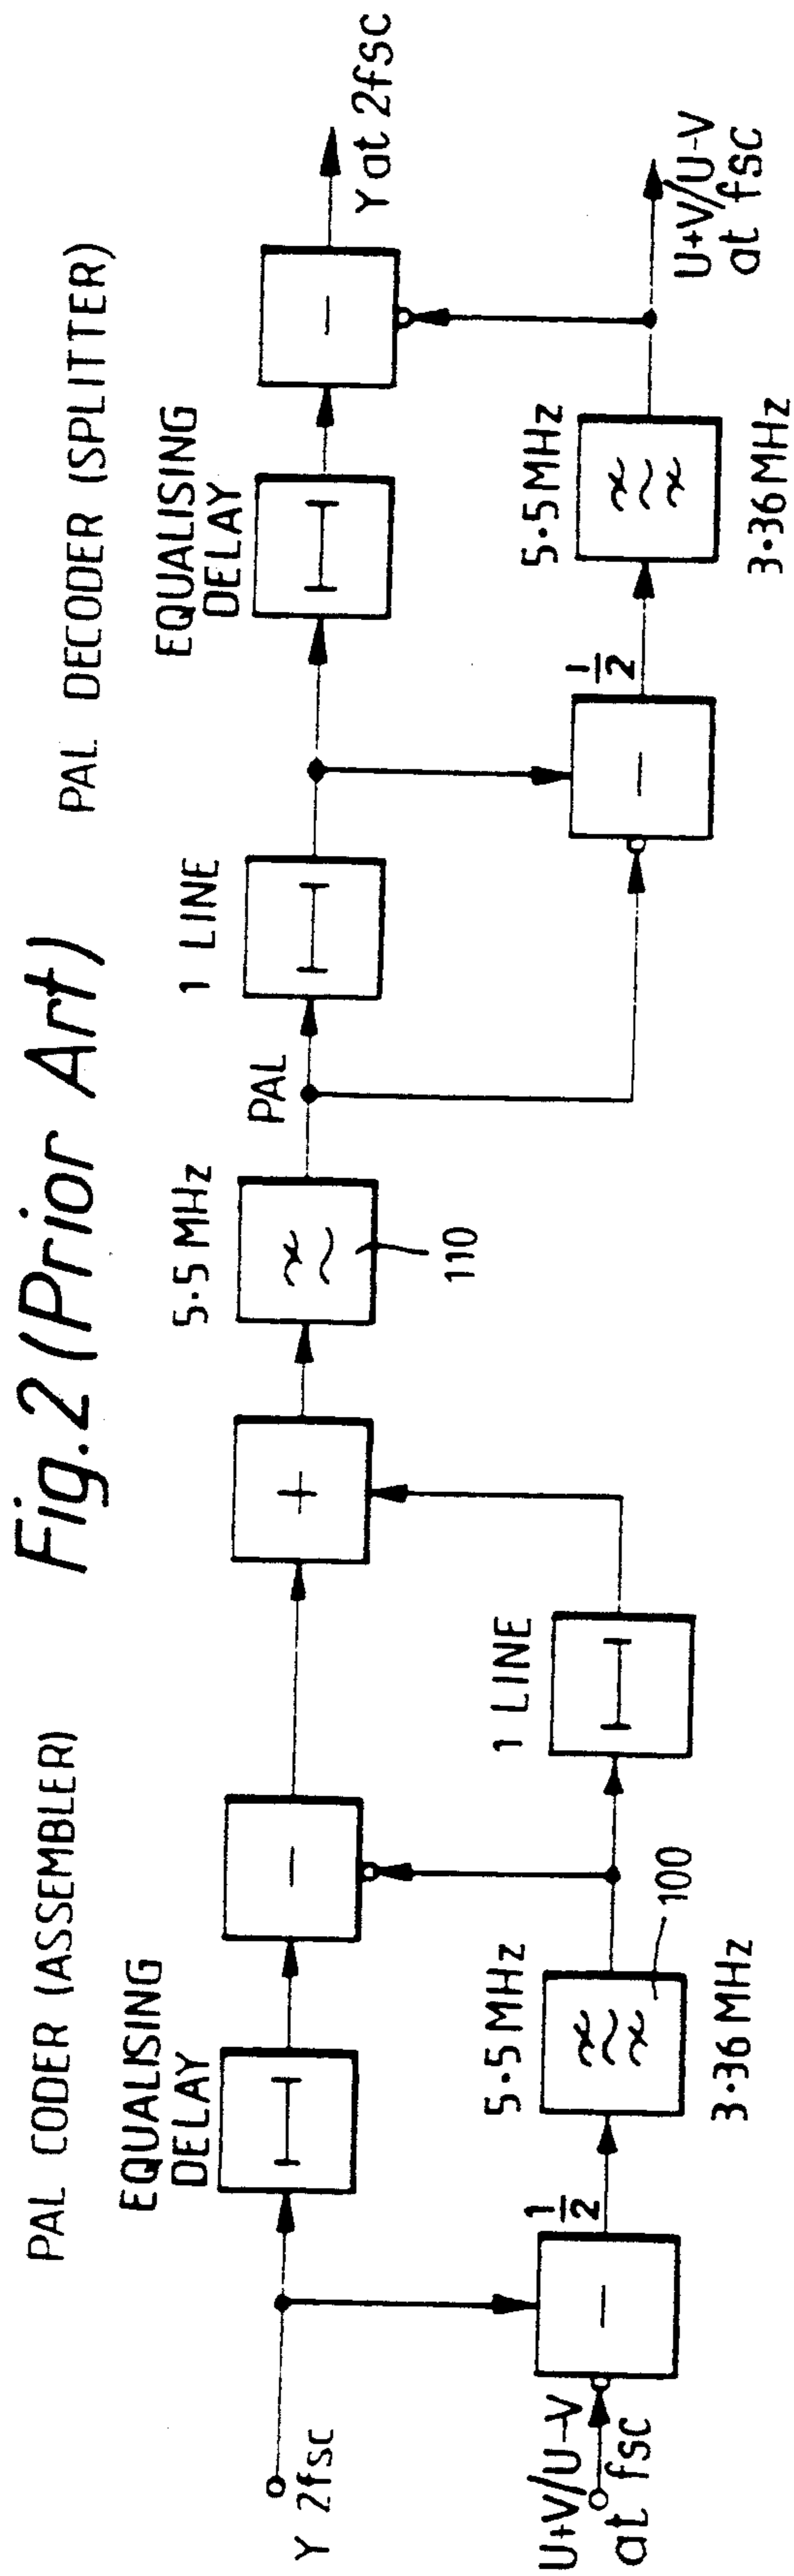 Fig.2 (Prior Art)
PAL CODER (ASSEMBLER)
PAL DECODER (SPLITTER)
EQUALISING
DELAY
5·5 MHz
PAL
1 LINE
EQUALISING
DELAY
Y at 2fsc
Y 2fsc
-
+
110
-
U+V/U-V
at fsc
-
1/2
5·5 MHz
3·36 MHz
100
1 LINE
-
1/2
5·5 MHz
3·36 MHz
U+V/U-V
at fsc